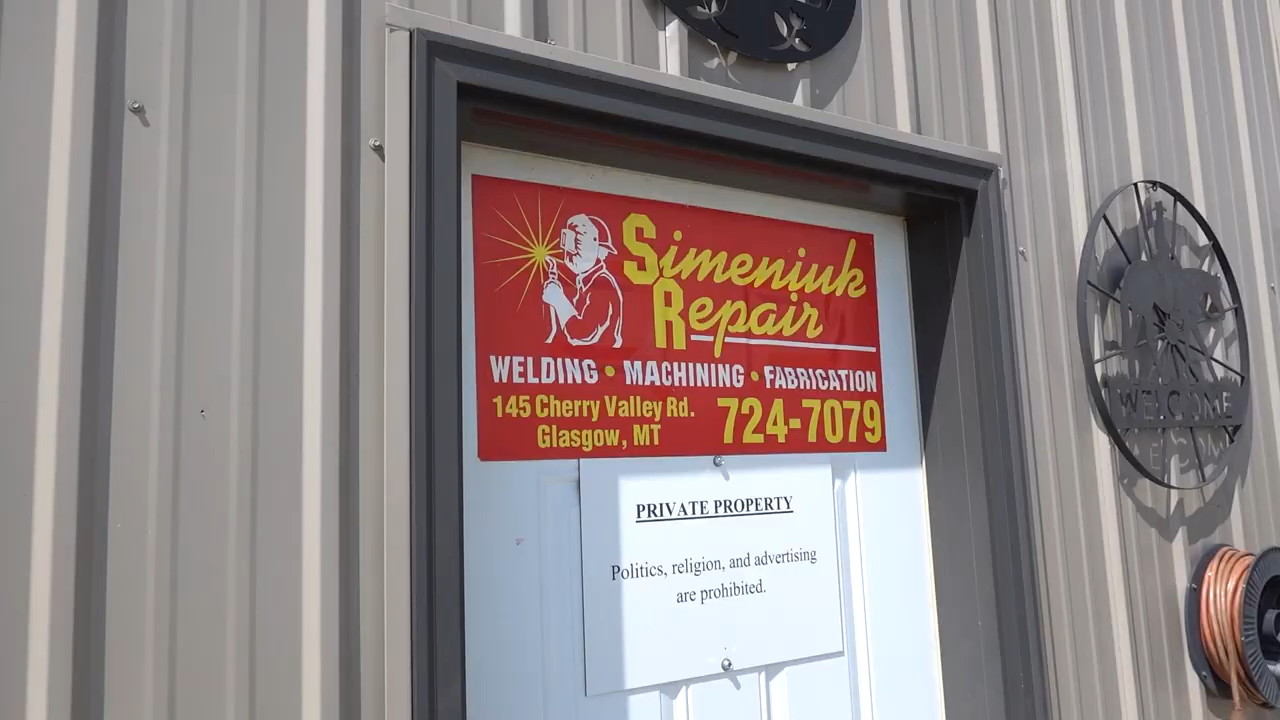 Simeniuk
Repair
WELDING • MACHINING • FABRICATION
145 Cherry Valley Rd.
Glasgow, MT
724-7079
PRIVATE PROPERTY
Politics, religion, and advertising
are prohibited.
WELCOME